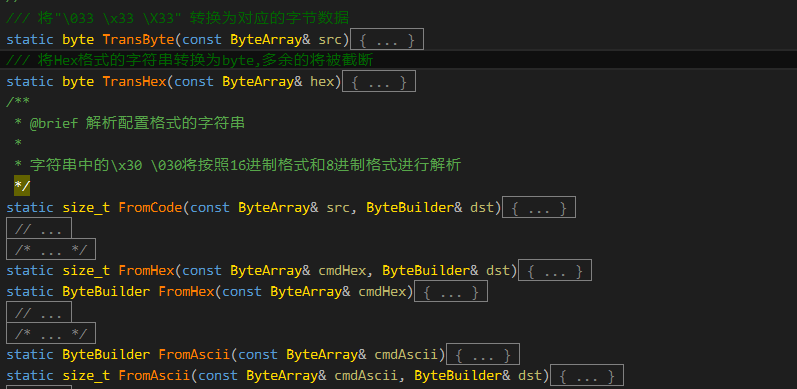 /// 将"\033 \x33 \X33" 转换为对应的字节数据
static byte TransByte(const ByteArray& src){ ... }
/// 将Hex格式的字符串转换为byte,多余的将被截断
static byte TransHex(const ByteArray& hex){ ... }
/**
* @brief 解析配置格式的字符串
*
* 字符串中的\x30 \030将按照16进制格式和8进制格式进行解析
*/
static size_t FromCode(const ByteArray& src, ByteBuilder& dst){ ... }
// ...
/* ... */
static size_t FromHex(const ByteArray& cmdHex, ByteBuilder& dst){ ... }
static ByteBuilder FromHex(const ByteArray& cmdHex){ ... }
// ...
/* ... */
static ByteBuilder FromAscii(const ByteArray& cmdAscii){ ... }
static size_t FromAscii(const ByteArray& cmdAscii, ByteBuilder& dst){ ... }